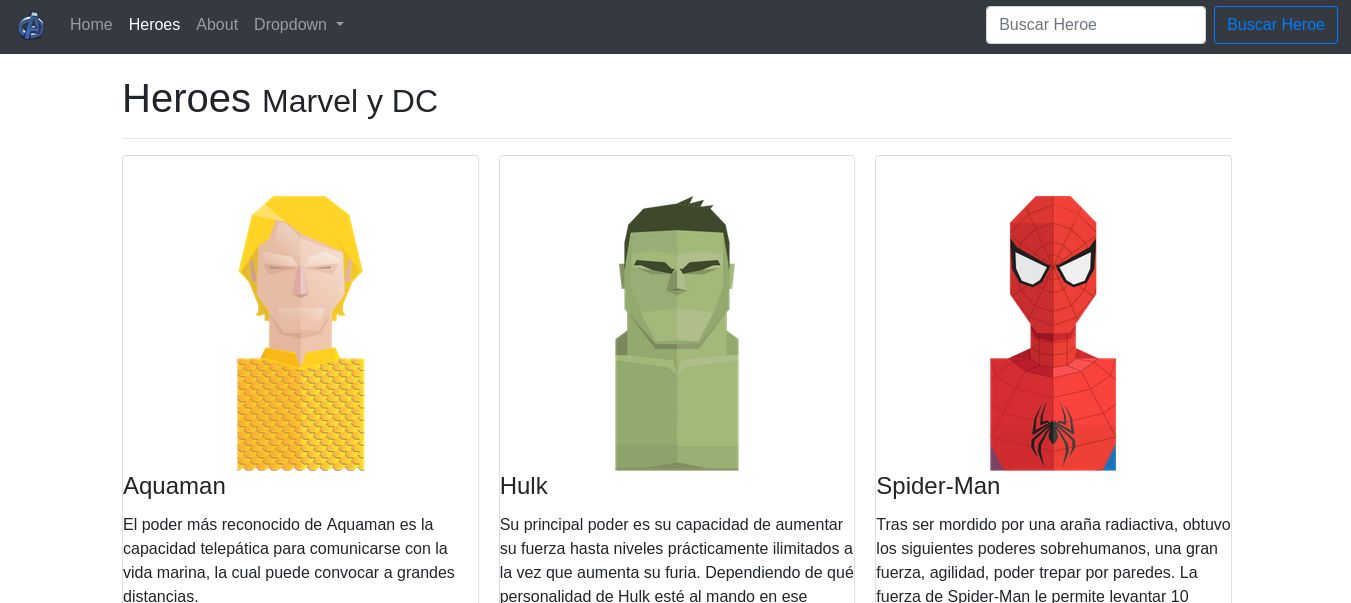 Home Heroes About Dropdown Buscar Heroe Buscar Heroe
Heroes Marvel y DC
Aquaman
El poder más reconocido de Aquaman es la
capacidad telepática para comunicarse con la
vida marina, la cual puede convocar a grandes
distancias.
Hulk
Su principal poder es su capacidad de aumentar
su fuerza hasta niveles prácticamente ilimitados a
la vez que aumenta su furia. Dependiendo de qué
personalidad de Hulk esté al mando en ese
Spider-Man
Tras ser mordido por una araña radiactiva, obtuvo
los siguientes poderes sobrehumanos, una gran
fuerza, agilidad, poder trepar por paredes. La
fuerza de Spider-Man le permite levantar 10